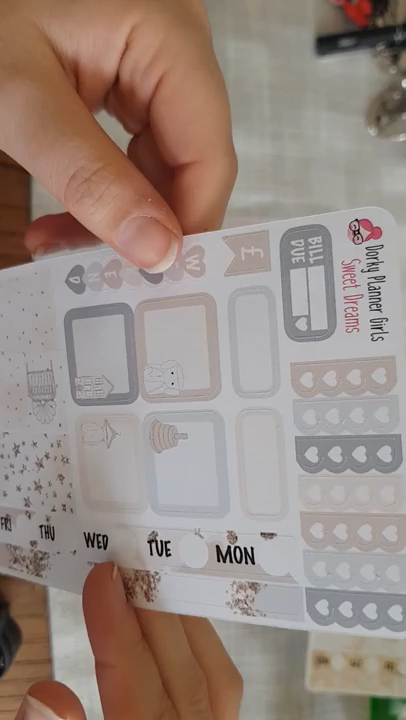 Dorky Planner Girls
Sweet Dreams
BILL
DUE
£
W
E
N
D
MON
TUE
WED
THU
FRI